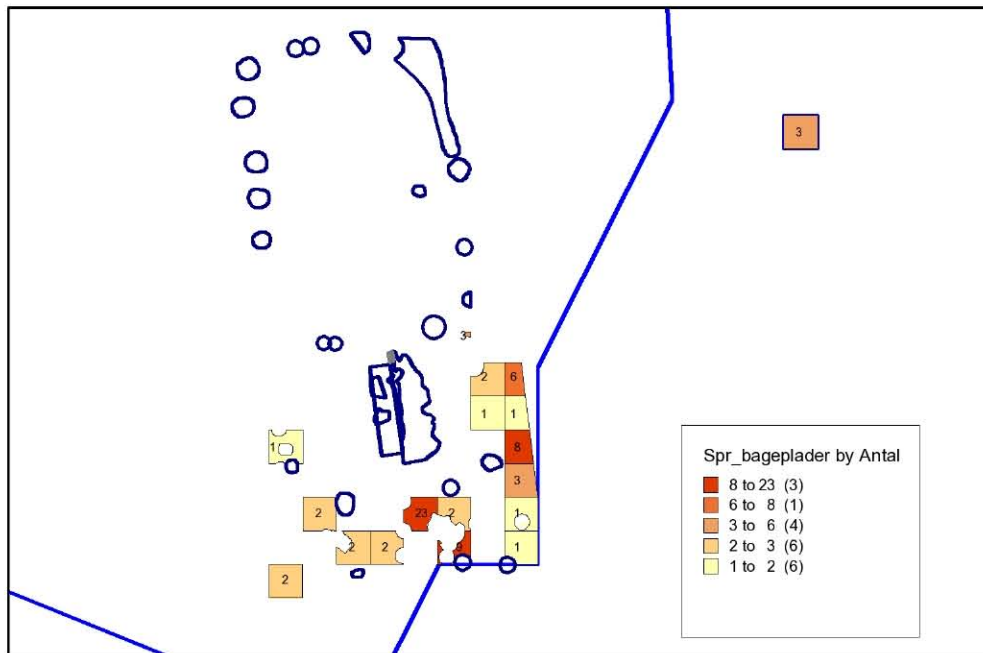 3
3
2 6
1 1
8
1
3
2 23 2 1
2 2 9 1
2
Spr_bageplader by Antal
8 to 23 (3)
6 to 8 (1)
3 to 6 (4)
2 to 3 (6)
1 to 2 (6)